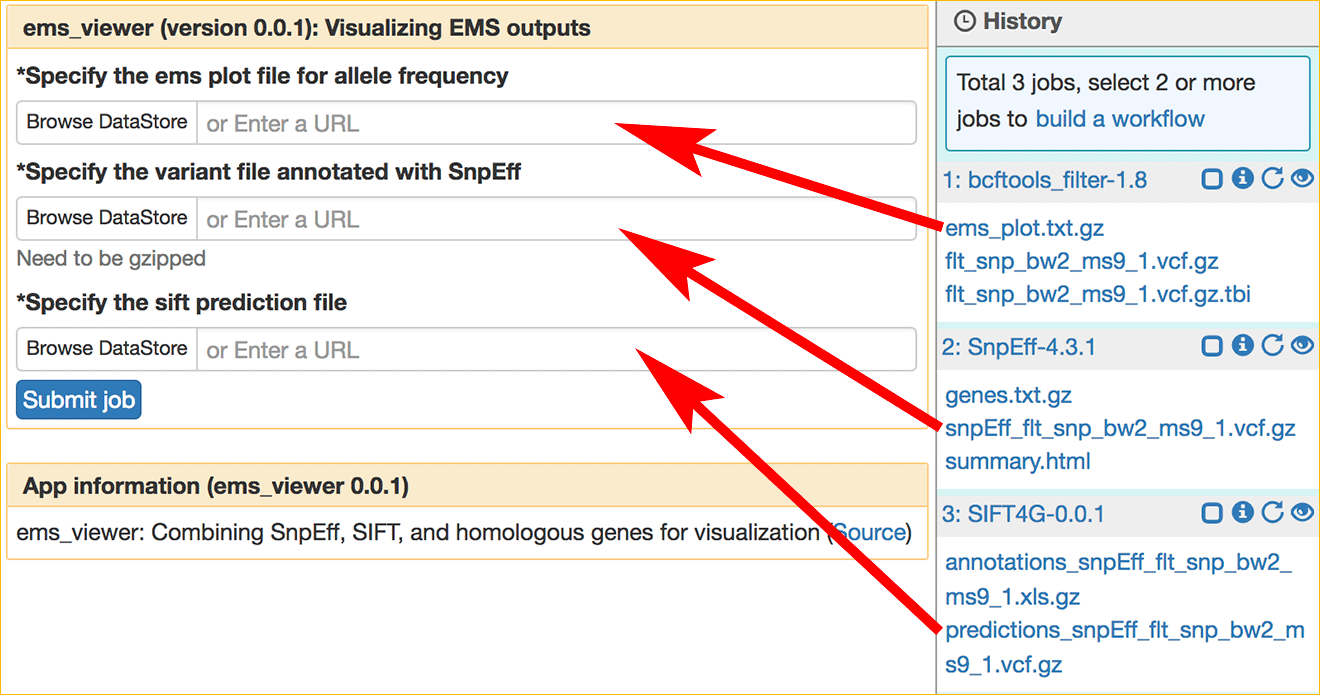 ems_viewer (version 0.0.1): Visualizing EMS outputs
*Specify the ems plot file for allele frequency
Browse DataStore or Enter a URL
*Specify the variant file annotated with SnpEff
Browse DataStore or Enter a URL
Need to be gzipped
*Specify the sift prediction file
Browse DataStore or Enter a URL
Submit job
App information (ems_viewer 0.0.1)
ems_viewer: Combining SnpEff, SIFT, and homologous genes for visualization (Source)
History
Total 3 jobs, select 2 or more
jobs to build a workflow
1: bcftools_filter-1.8
ems_plot.txt.gz
flt_snp_bw2_ms9_1.vcf.gz
flt_snp_bw2_ms9_1.vcf.gz.tbi
2: SnpEff-4.3.1
genes.txt.gz
snpEff_flt_snp_bw2_ms9_1.vcf.gz
summary.html
3: SIFT4G-0.0.1
annotations_snpEff_flt_snp_bw2_
ms9_1.xls.gz
predictions_snpEff_flt_snp_bw2_m
s9_1.vcf.gz